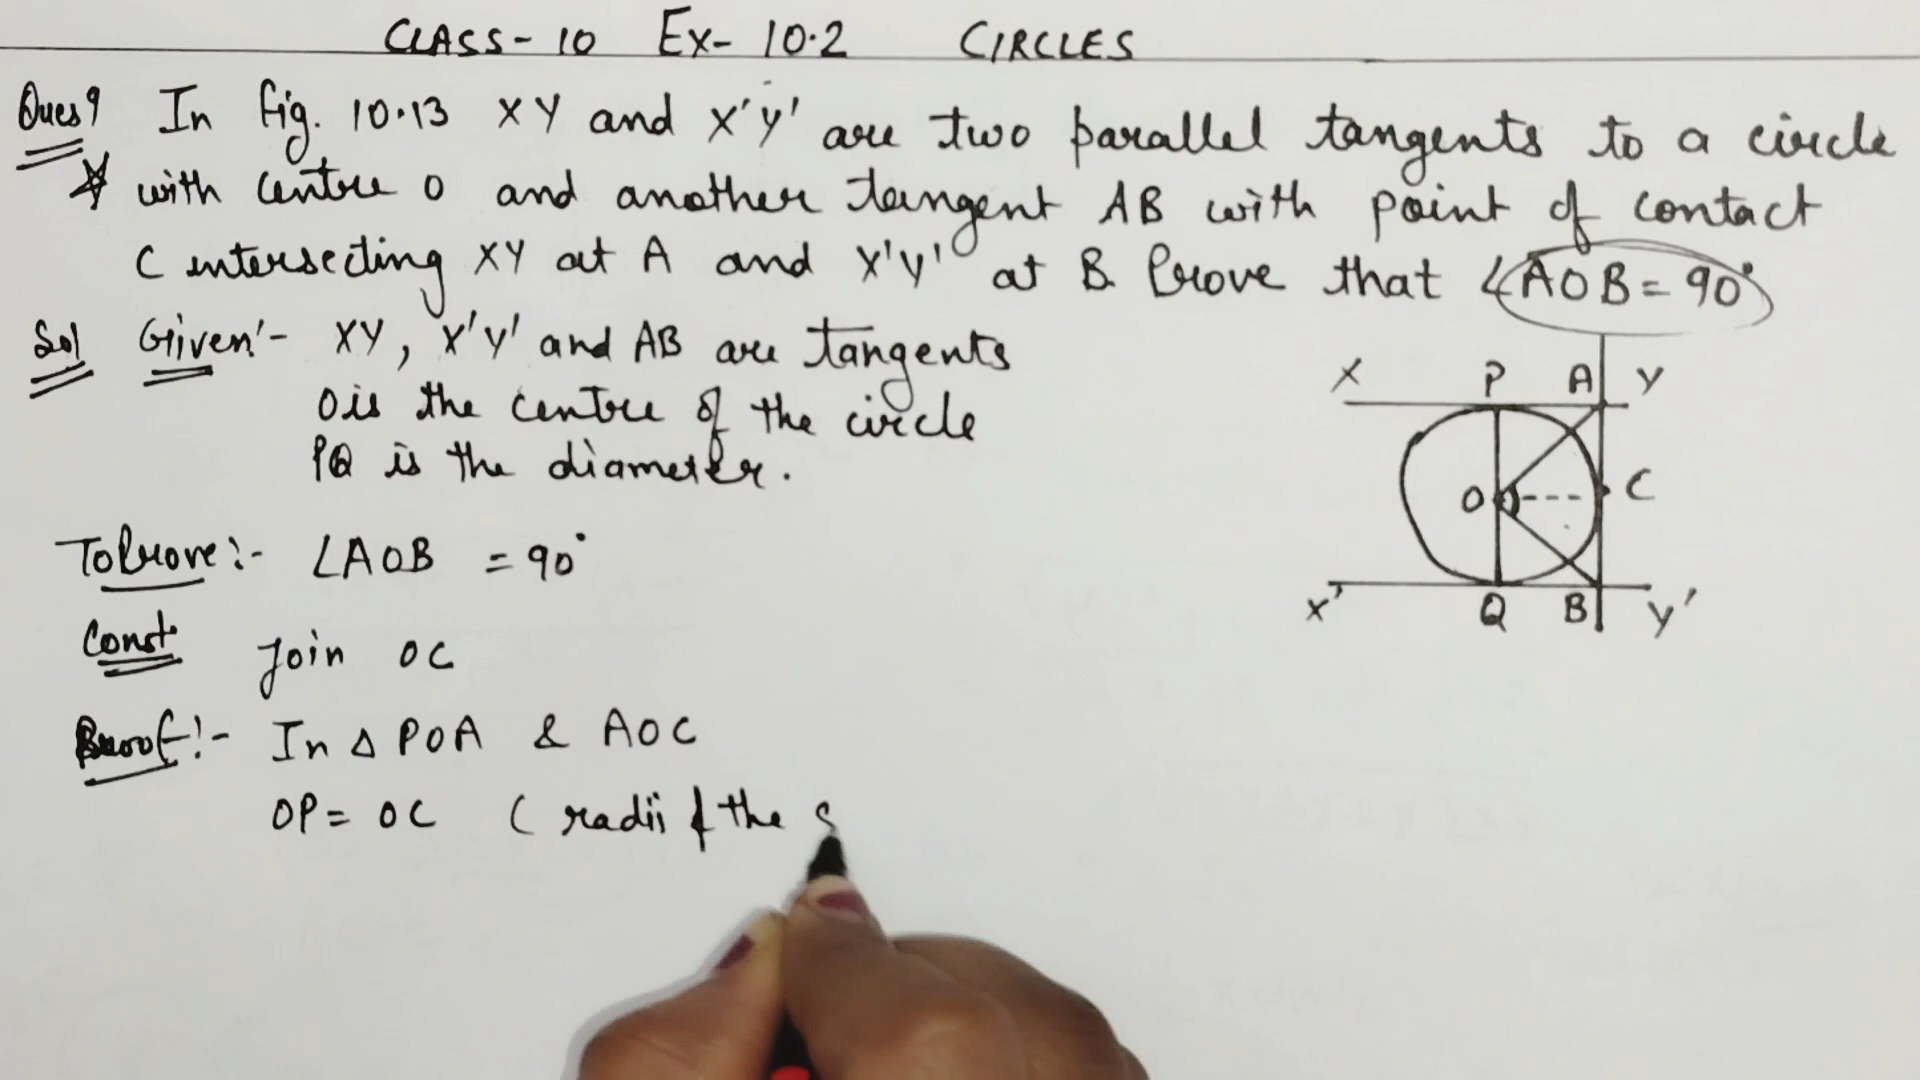 CLASS- 10 Ex- 10.2 CIRCLES
Ques 9 In fig. 10.13 XY and X'Y' are two parallel tangents to a circle
with centre O and another tangent AB with point of contact
C intersecting XY at A and X'Y' at B. Prove that ∠AOB = 90°
Sol Given:- XY, X'Y' and AB are tangents
O is the centre of the circle
PQ is the diameter.
X P A Y
O C
X' Q B Y'
To Prove:- ∠AOB = 90°
Const Join OC
Proof:- In △ POA & AOC
OP = OC ( radii of the